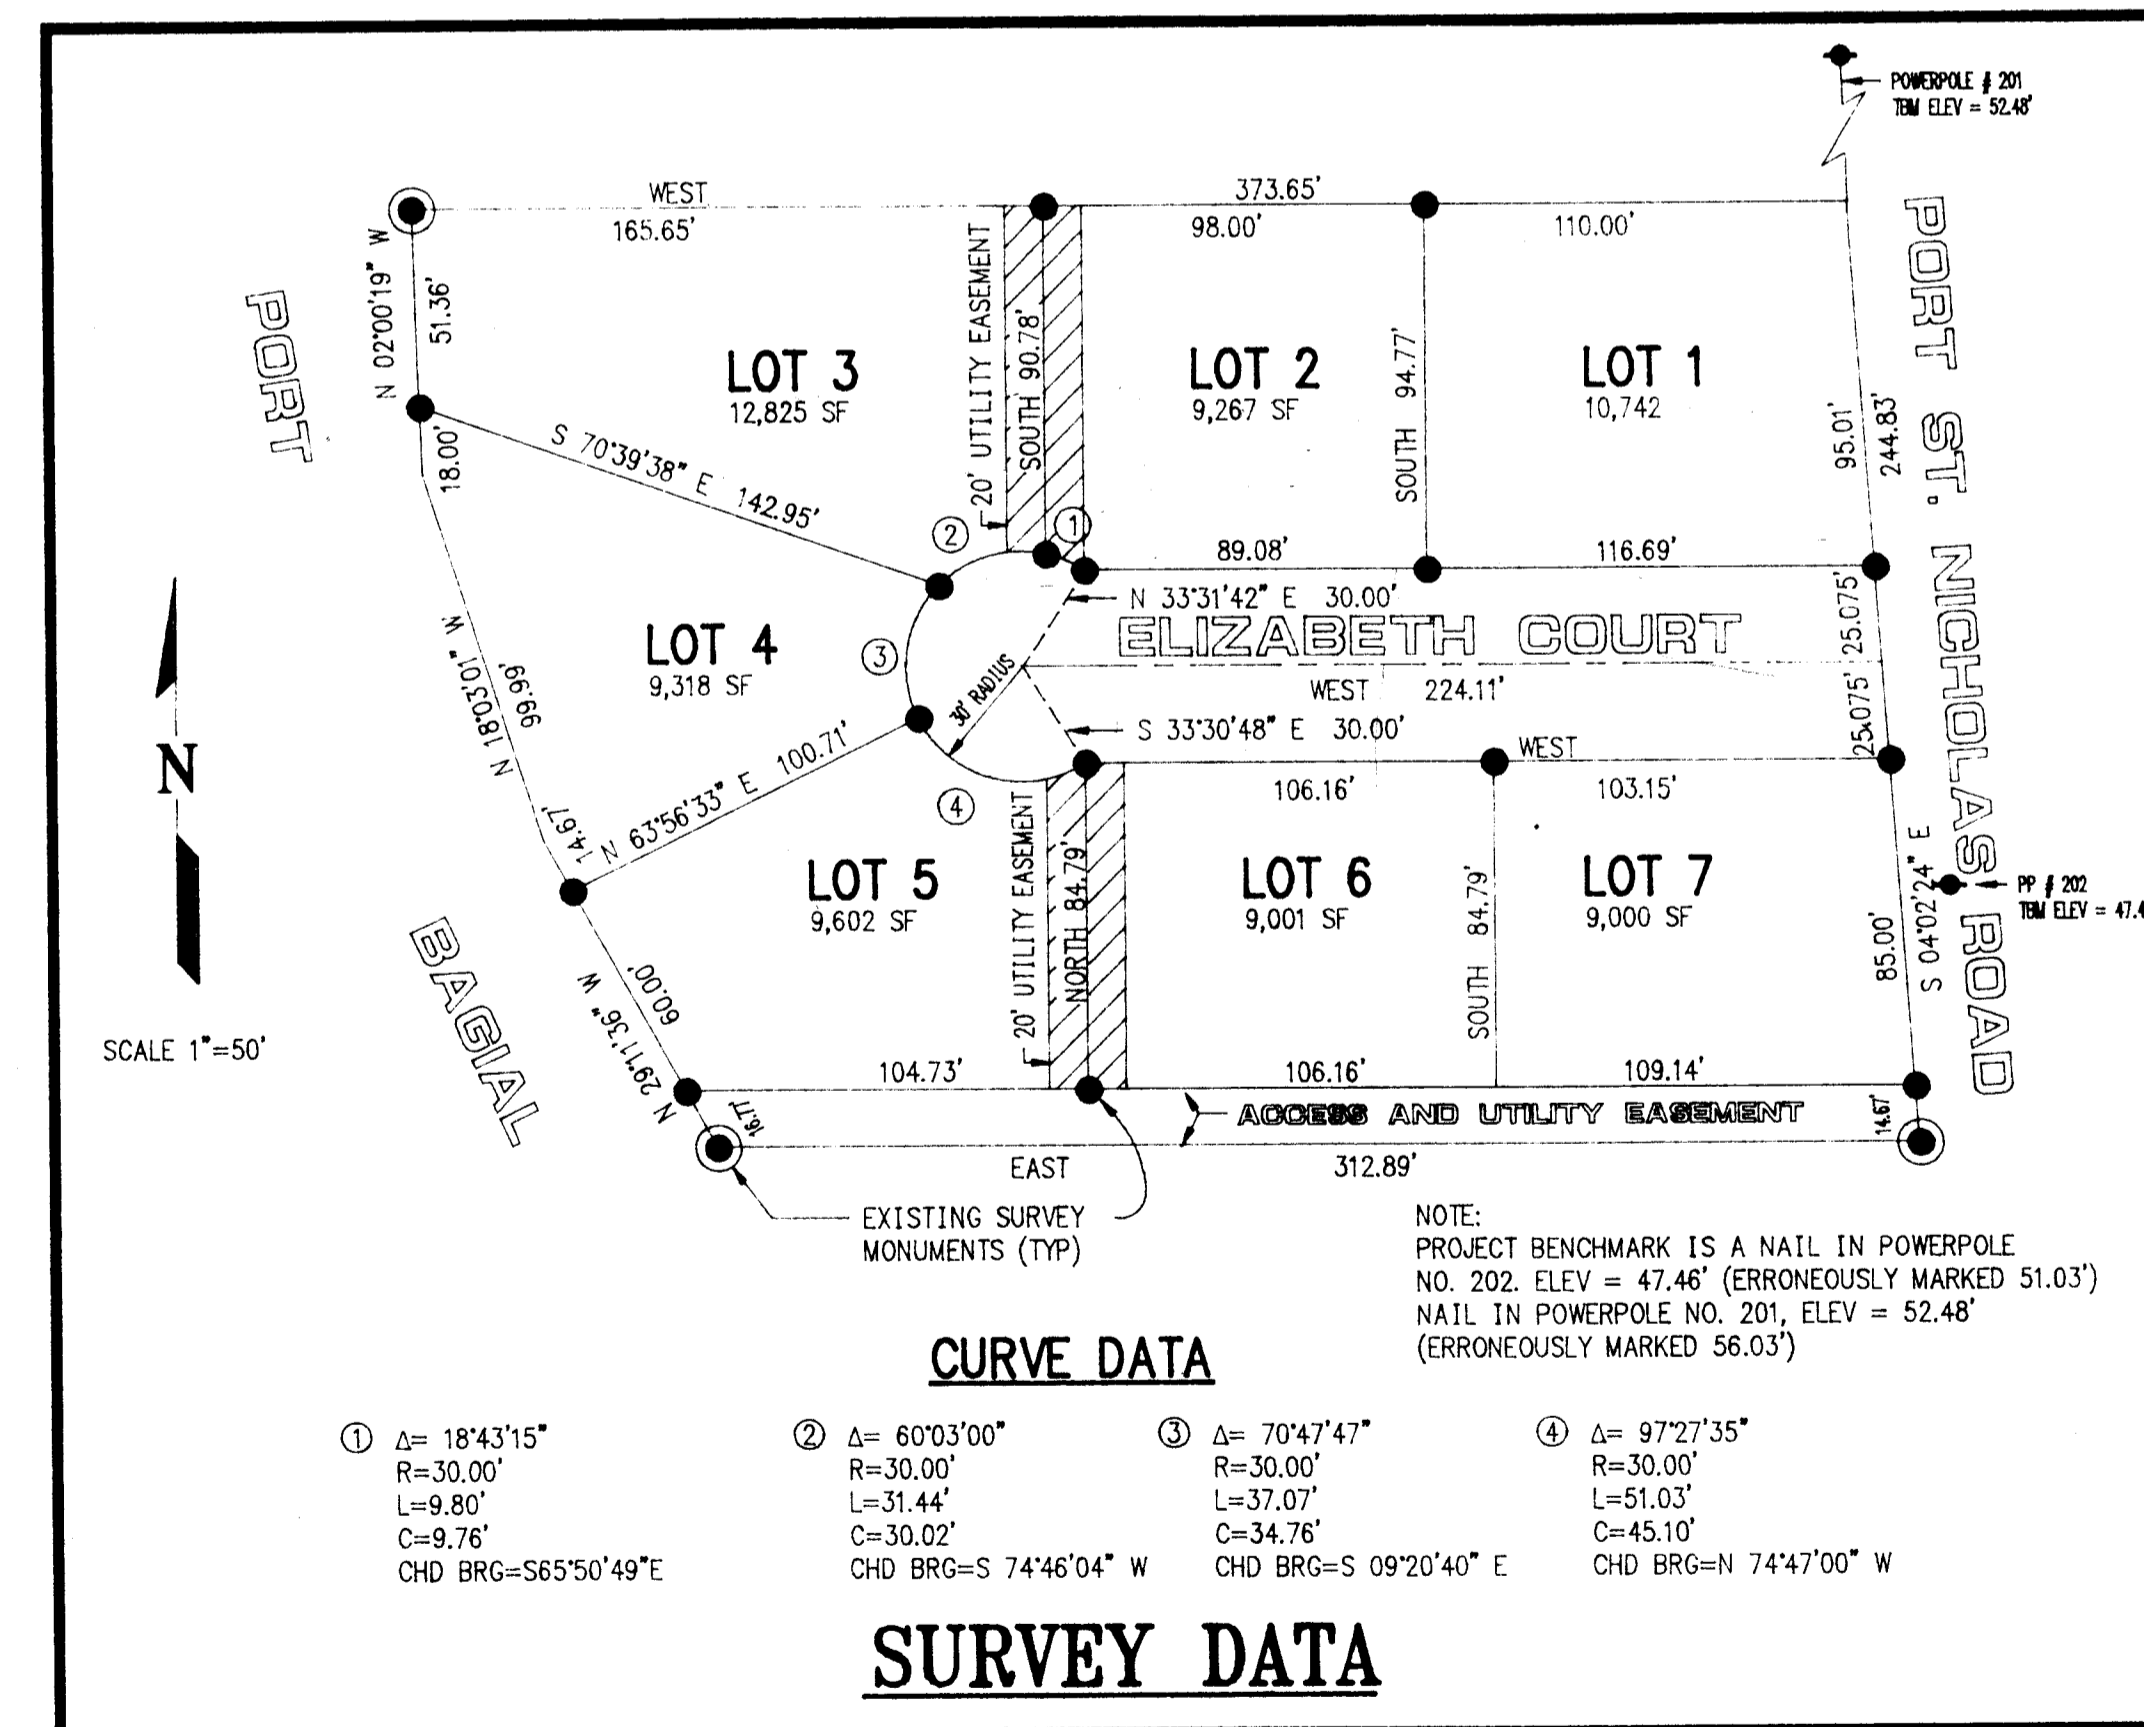 POWERPOLE # 201
TBM ELEV = 52.48'
WEST
373.65'
165.65'
98.00'
110.00'
N 02°00'19" W
51.36'
20' UTILITY EASEMENT
SOUTH 90.78'
SOUTH 94.77'
95.01'
244.83'
PORT ST. NICHOLAS ROAD
PORT
LOT 3
12,825 SF
LOT 2
9,267 SF
LOT 1
10,742
18.00'
S 70°39'38" E 142.95'
2
1
89.08'
116.69'
N 33°31'42" E 30.00'
25.075'
ELIZABETH COURT
LOT 4
9,318 SF
3
30' RADIUS
WEST 224.11'
N 18°03'01" W
99.99'
S 33°30'48" E 30.00'
25.075'
WEST
N
14.67'
N 63°56'33" E 100.71'
4
106.16'
103.15'
LOT 5
9,602 SF
20' UTILITY EASEMENT
NORTH 84.79'
LOT 6
9,001 SF
SOUTH 84.79'
LOT 7
9,000 SF
85.00'
S 04°02'24" E
PP # 202
TBM ELEV = 47.4
BAGIAL
N 29°11'36" W
60.00'
SCALE 1"=50'
104.73'
106.16'
109.14'
16.77'
ACCESS AND UTILITY EASEMENT
14.67'
EAST
312.89'
EXISTING SURVEY
MONUMENTS (TYP)
NOTE:
PROJECT BENCHMARK IS A NAIL IN POWERPOLE
NO. 202. ELEV = 47.46' (ERRONEOUSLY MARKED 51.03')
NAIL IN POWERPOLE NO. 201, ELEV = 52.48'
(ERRONEOUSLY MARKED 56.03')
CURVE DATA
1 Δ= 18°43'15"
R=30.00'
L=9.80'
C=9.76'
CHD BRG=S65°50'49"E
2 Δ= 60°03'00"
R=30.00'
L=31.44'
C=30.02'
CHD BRG=S 74°46'04" W
3 Δ= 70°47'47"
R=30.00'
L=37.07'
C=34.76'
CHD BRG=S 09°20'40" E
4 Δ= 97°27'35"
R=30.00'
L=51.03'
C=45.10'
CHD BRG=N 74°47'00" W
SURVEY DATA